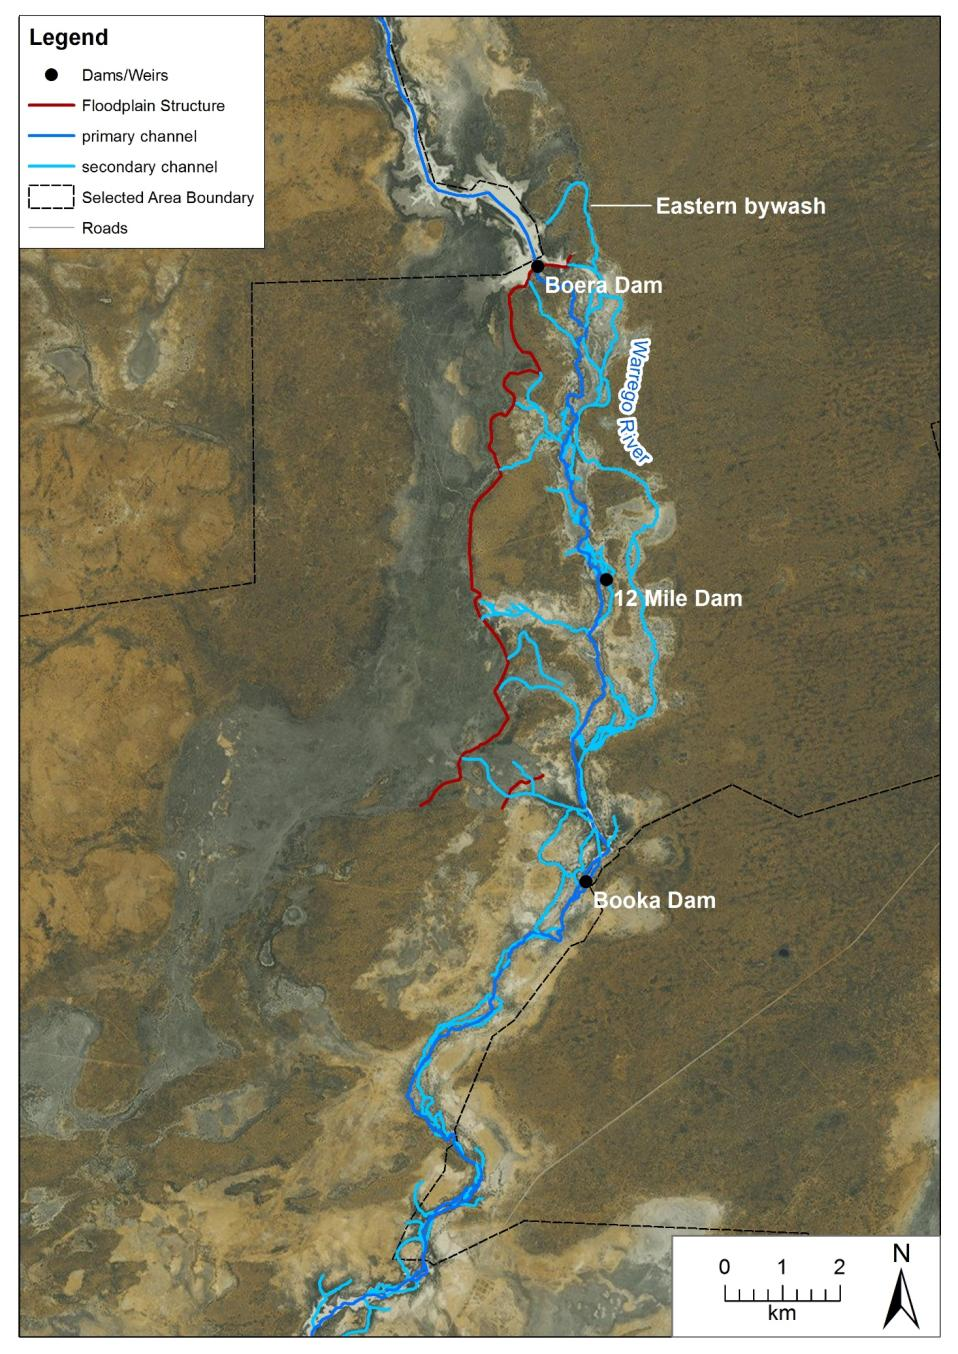 Legend
Dams/Weirs
Floodplain Structure
primary channel
secondary channel
Selected Area Boundary
Roads
Eastern bywash
Boera Dam
Warrego River
12 Mile Dam
Booka Dam
0 1 2
km
N